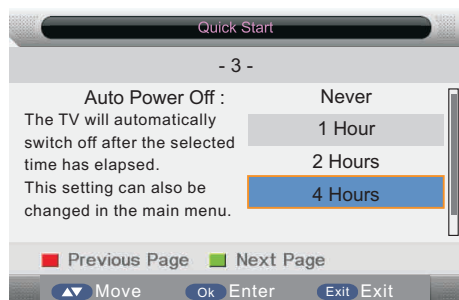 Quick Start
- 3 -
Auto Power Off :
The TV will automatically
switch off after the selected
time has elapsed.
This setting can also be
changed in the main menu.
Never
1 Hour
2 Hours
4 Hours
Previous Page Next Page
Move Ok Enter Exit Exit